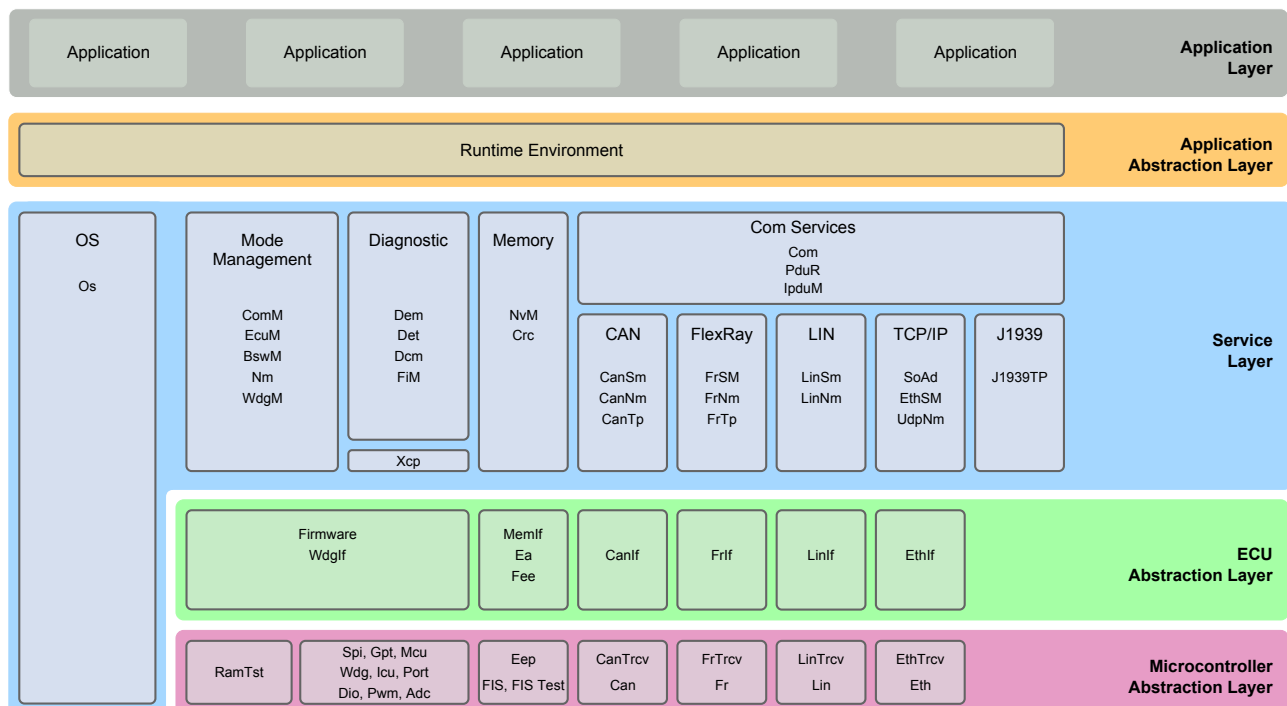 Application
Application
Application
Application
Application
Application
Layer
Runtime Environment
Application
Abstraction Layer
OS
Os
Mode
Management
ComM
EcuM
BswM
Nm
WdgM
Diagnostic
Dem
Det
Dcm
FiM
Xcp
Memory
NvM
Crc
Com Services
Com
PduR
IpduM
CAN
CanSm
CanNm
CanTp
FlexRay
FrSM
FrNm
FrTp
LIN
LinSm
LinNm
TCP/IP
SoAd
EthSM
UdpNm
J1939
J1939TP
Service
Layer
Firmware
WdgIf
MemIf
Ea
Fee
CanIf
FrIf
LinIf
EthIf
ECU
Abstraction Layer
RamTst
Spi, Gpt, Mcu
Wdg, Icu, Port
Dio, Pwm, Adc
Eep
FlS, FlS Test
CanTrcv
Can
FrTrcv
Fr
LinTrcv
Lin
EthTrcv
Eth
Microcontroller
Abstraction Layer